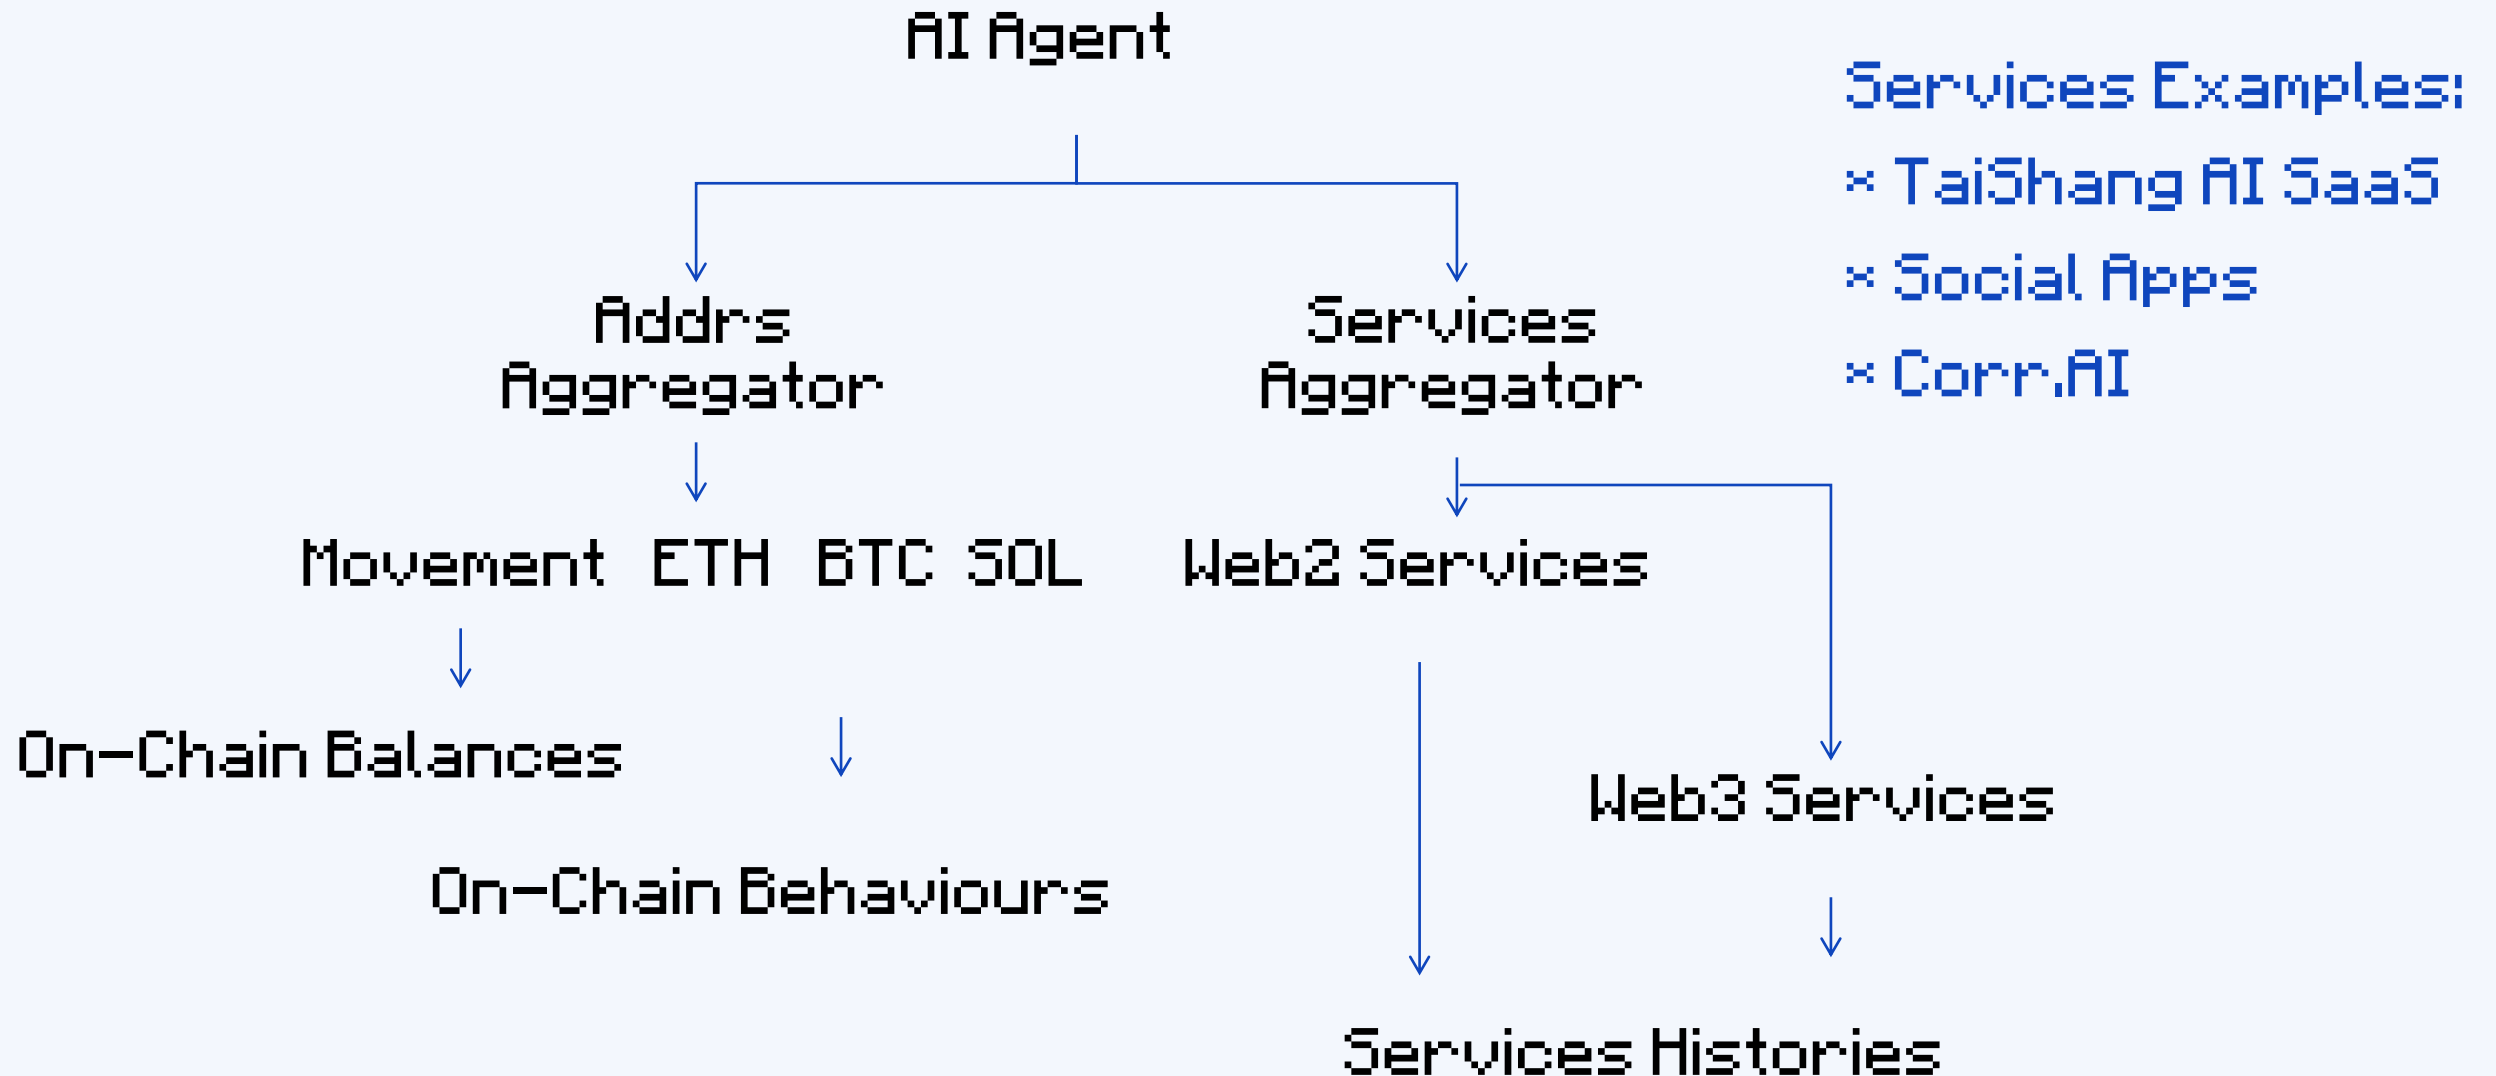 AI Agent
Services Examples:
* TaiShang AI SaaS
* Social Apps
* Corr.AI
Addrs
Aggregator
Services
Aggregator
Movement ETH BTC SOL
Web2 Services
On-Chain Balances
Web3 Services
On-Chain Behaviours
Services Histories